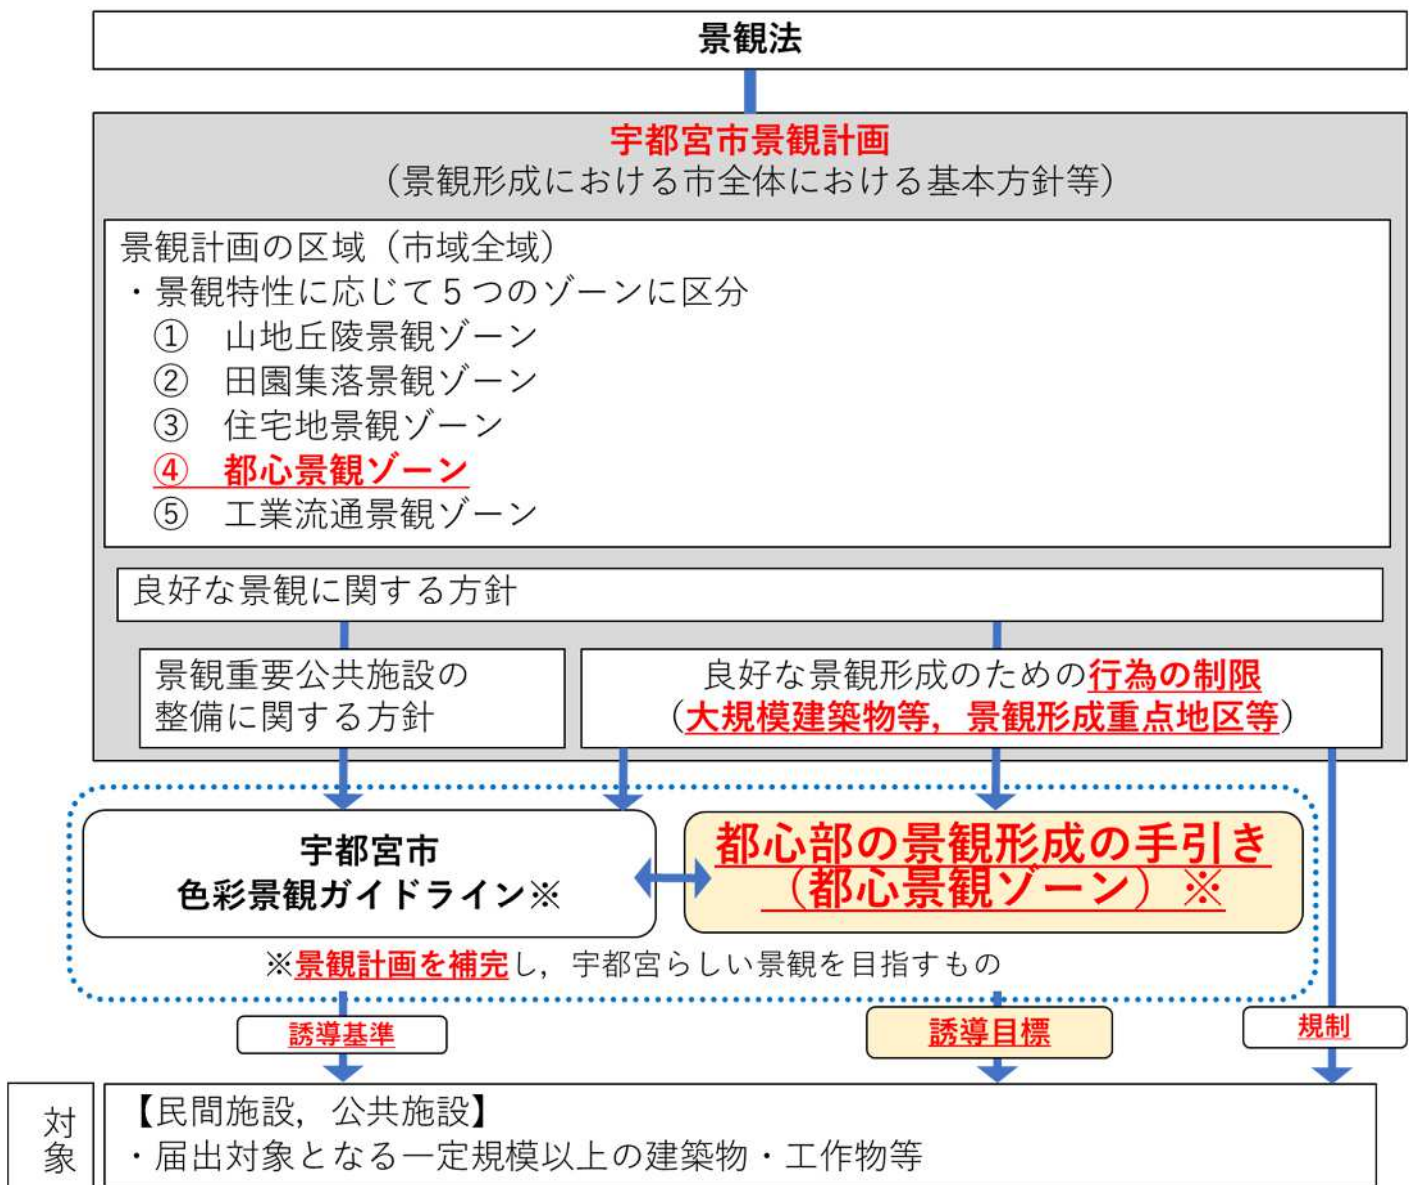 景観法
宇都宮市景観計画
（景観形成における市全体における基本方針等）
景観計画の区域（市域全域）
・景観特性に応じて５つのゾーンに区分
①　山地丘陵景観ゾーン
②　田園集落景観ゾーン
③　住宅地景観ゾーン
④　都心景観ゾーン
⑤　工業流通景観ゾーン
良好な景観に関する方針
景観重要公共施設の
整備に関する方針
良好な景観形成のための行為の制限
（大規模建築物等，景観形成重点地区等）
宇都宮市
色彩景観ガイドライン※
都心部の景観形成の手引き
（都心景観ゾーン）※
※景観計画を補完し，宇都宮らしい景観を目指すもの
誘導基準
誘導目標
規制
対象
【民間施設，公共施設】
・届出対象となる一定規模以上の建築物・工作物等